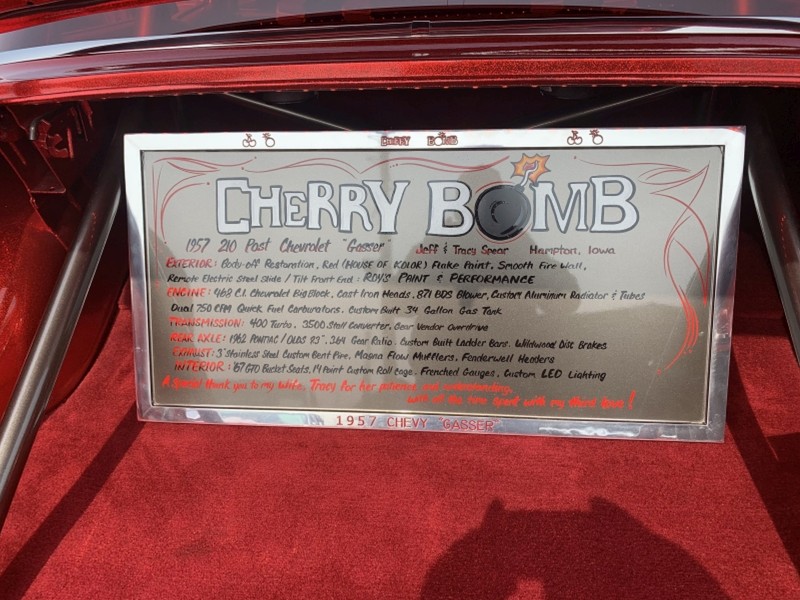 CHERRY BOMB
CHERRY BOMB
1957 210 Post Chevrolet "Gasser" Jeff & Tracy Spear Hampton, Iowa
EXTERIOR: Body-off Restoration, Red (HOUSE OF KOLOR) Flake Paint, Smooth Fire Wall,
Remote Electric Steel Slide / Tilt Front End: ROY'S PAINT & PERFORMANCE
ENGINE: 468 C.I. Chevrolet Big Block, Cast Iron Heads, 871 BDS Blower, Custom Aluminum Radiator & Tubes
Dual 750 CFM Quick Fuel Carburators. Custom Built 34 Gallon Gas Tank
TRANSMISSION: 400 Turbo, 3500 Stall Converter, Gear Vendor Overdrive
REAR AXLE: 1962 PONTIAC / OLDS 9.3", 3.64 Gear Ratio, Custom Built Ladder Bars. Wildwood Disc Brakes
EXHAUST: 3" Stainless Steel Custom Bent Pipe, Magna Flow Mufflers, Fenderwell Headers
INTERIOR: '67 GTO Bucket Seats, 14 Point Custom Roll cage, Frenched Gauges, Custom LED Lighting
A Special thank you to my wife, Tracy for her patience and understanding,
with all the time spent with my
1957 CHEVY "GASSER"